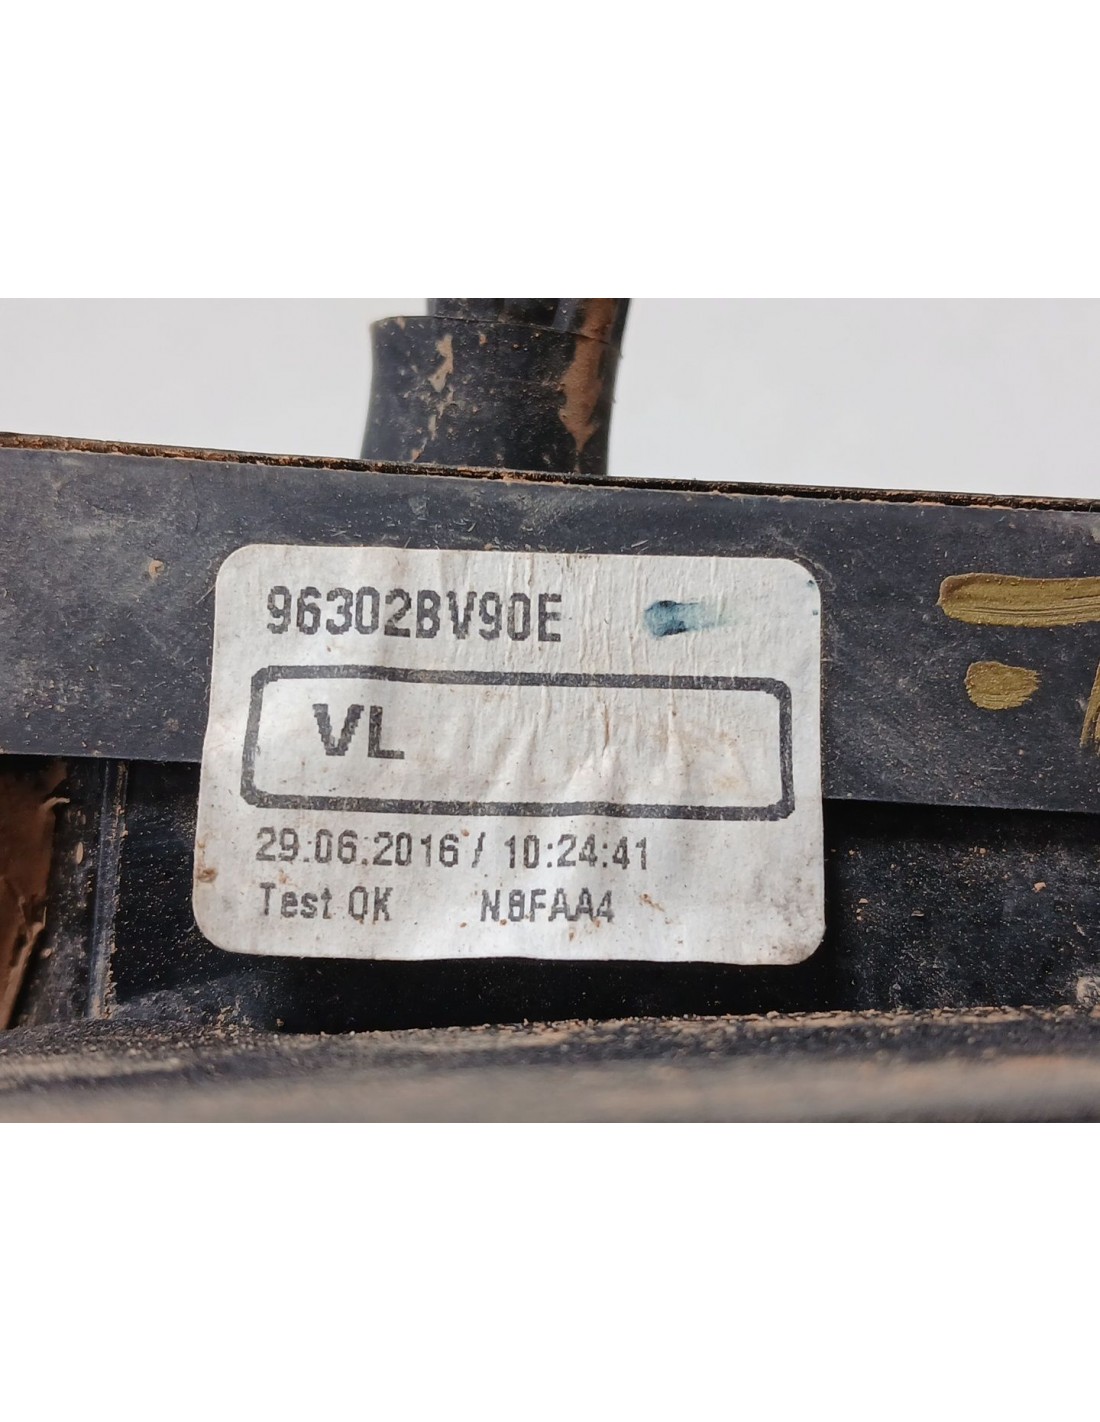 96302BV90E
VL
29.06.2016 / 10:24:41
Test OK N8FAA4